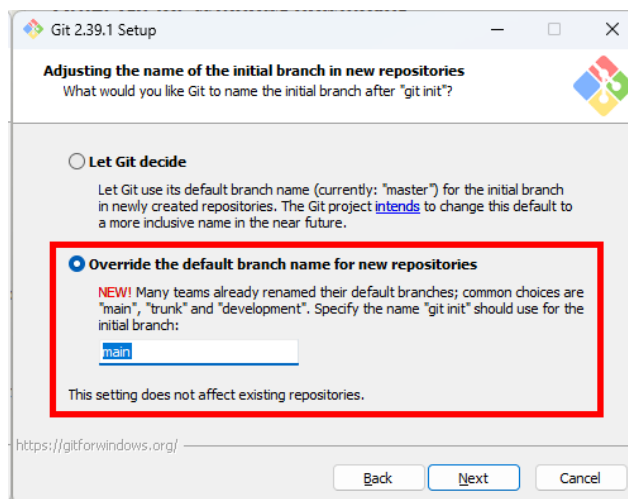 Git 2.39.1 Setup
Adjusting the name of the initial branch in new repositories
What would you like Git to name the initial branch after "git init"?
Let Git decide
Let Git use its default branch name (currently: "master") for the initial branch
in newly created repositories. The Git project intends to change this default to
a more inclusive name in the near future.
Override the default branch name for new repositories
NEW! Many teams already renamed their default branches; common choices are
"main", "trunk" and "development". Specify the name "git init" should use for the
initial branch:
main
This setting does not affect existing repositories.
https://gitforwindows.org/
Back Next Cancel